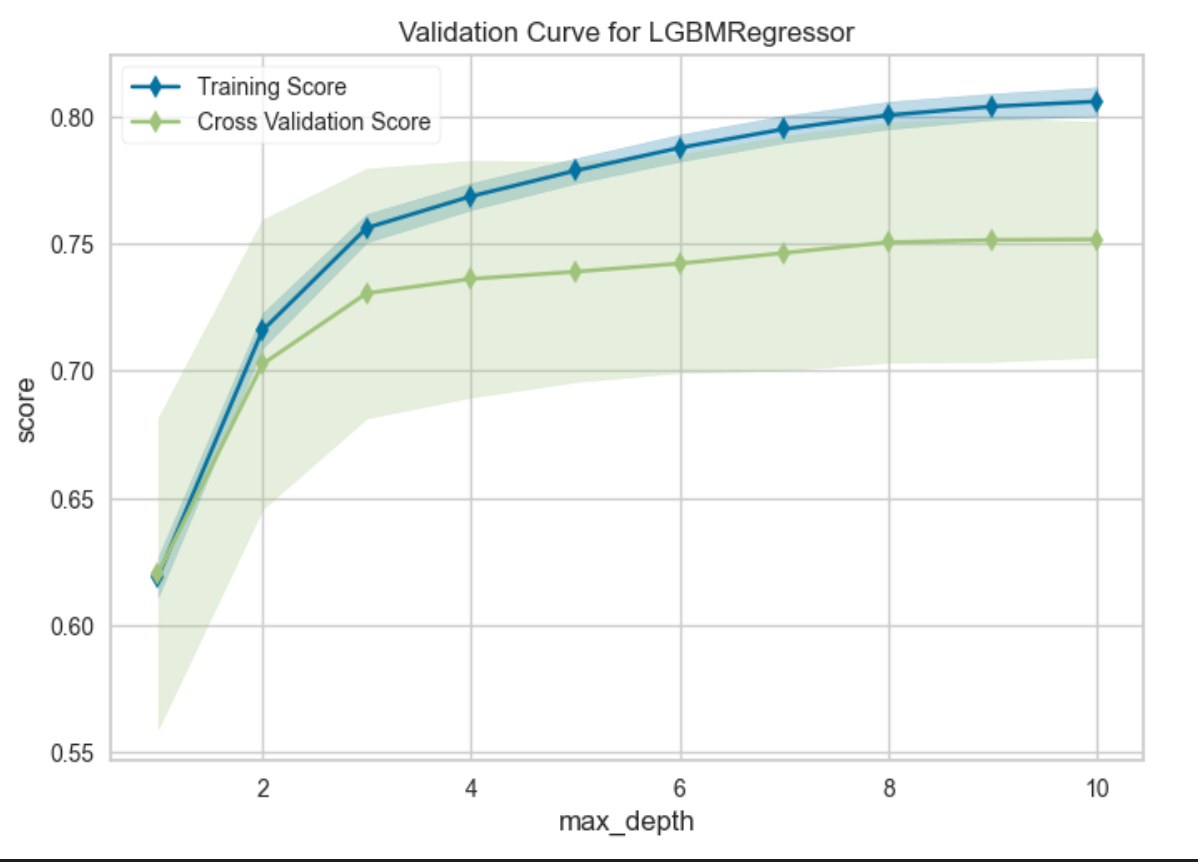 Validation Curve for LGBMRegressor
Training Score
Cross Validation Score
0.80
0.75
0.70
0.65
0.60
0.55
score
2 4 6 8 10
max_depth